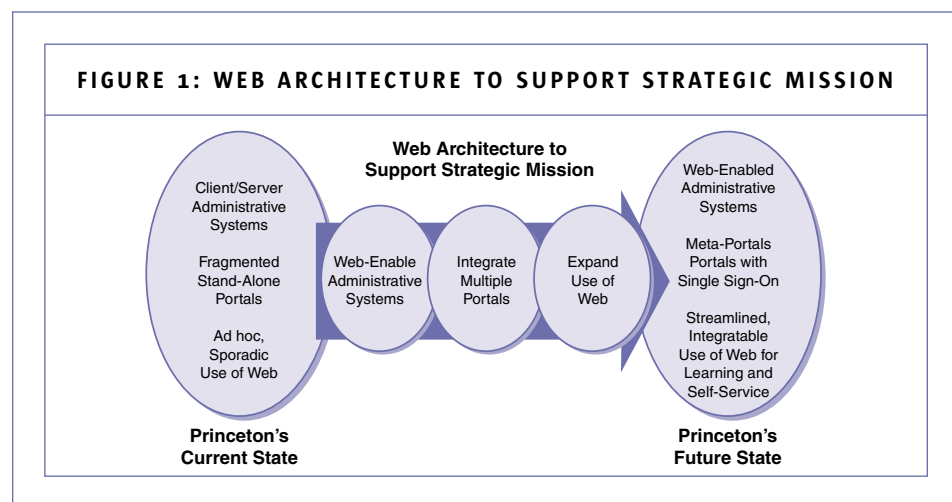 FIGURE 1: WEB ARCHITECTURE TO SUPPORT STRATEGIC MISSION
Web Architecture to
Support Strategic Mission
Client/Server
Administrative
Systems
Fragmented
Stand-Alone
Portals
Ad hoc,
Sporadic
Use of Web
Princeton's
Current State
Web-Enable
Administrative
Systems
Integrate
Multiple
Portals
Expand
Use of
Web
Web-Enabled
Administrative
Systems
Meta-Portals
Portals with
Single Sign-On
Streamlined,
Integratable
Use of Web for
Learning and
Self-Service
Princeton's
Future State